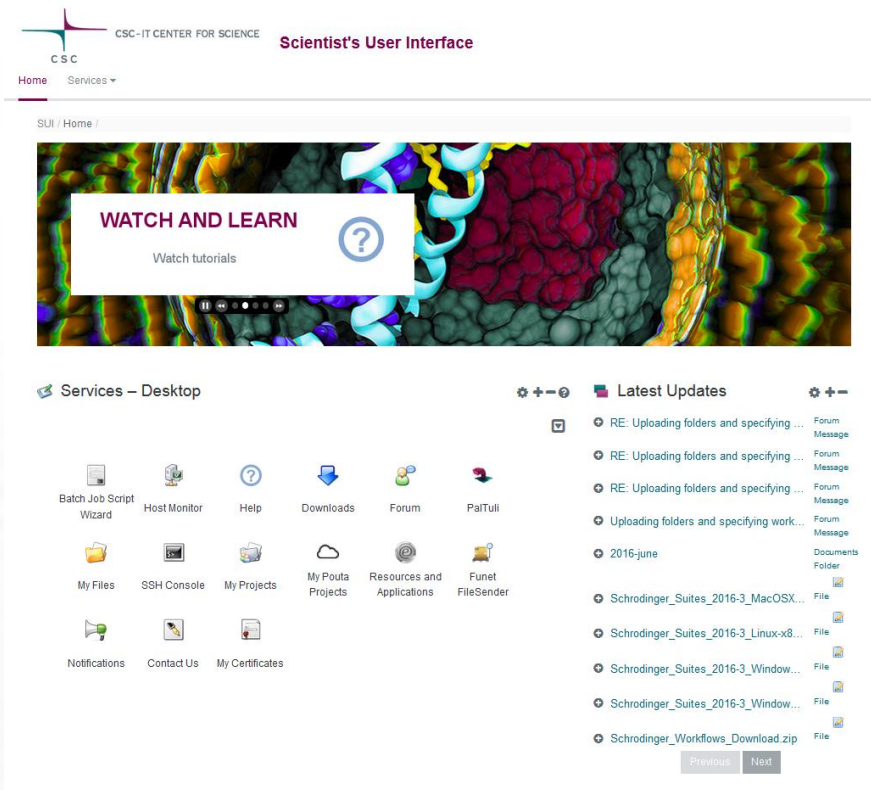 CSC-IT CENTER FOR SCIENCE
Scientist's User Interface
CSC
Home Services
SUI / Home /
WATCH AND LEARN
Watch tutorials
Services – Desktop
Batch Job Script
Wizard
Host Monitor
Help
Downloads
Forum
PalTuli
My Files
SSH Console
My Projects
My Pouta
Projects
Resources and
Applications
Funet
FileSender
Notifications
Contact Us
My Certificates
Latest Updates
RE: Uploading folders and specifying ... Forum
Message
RE: Uploading folders and specifying ... Forum
Message
RE: Uploading folders and specifying ... Forum
Message
Uploading folders and specifying work... Forum
Message
2016-june Documents
Folder
Schrodinger_Suites_2016-3_MacOSX... File
Schrodinger_Suites_2016-3_Linux-x8... File
Schrodinger_Suites_2016-3_Window... File
Schrodinger_Suites_2016-3_Window... File
Schrodinger_Workflows_Download.zip File
Previous Next